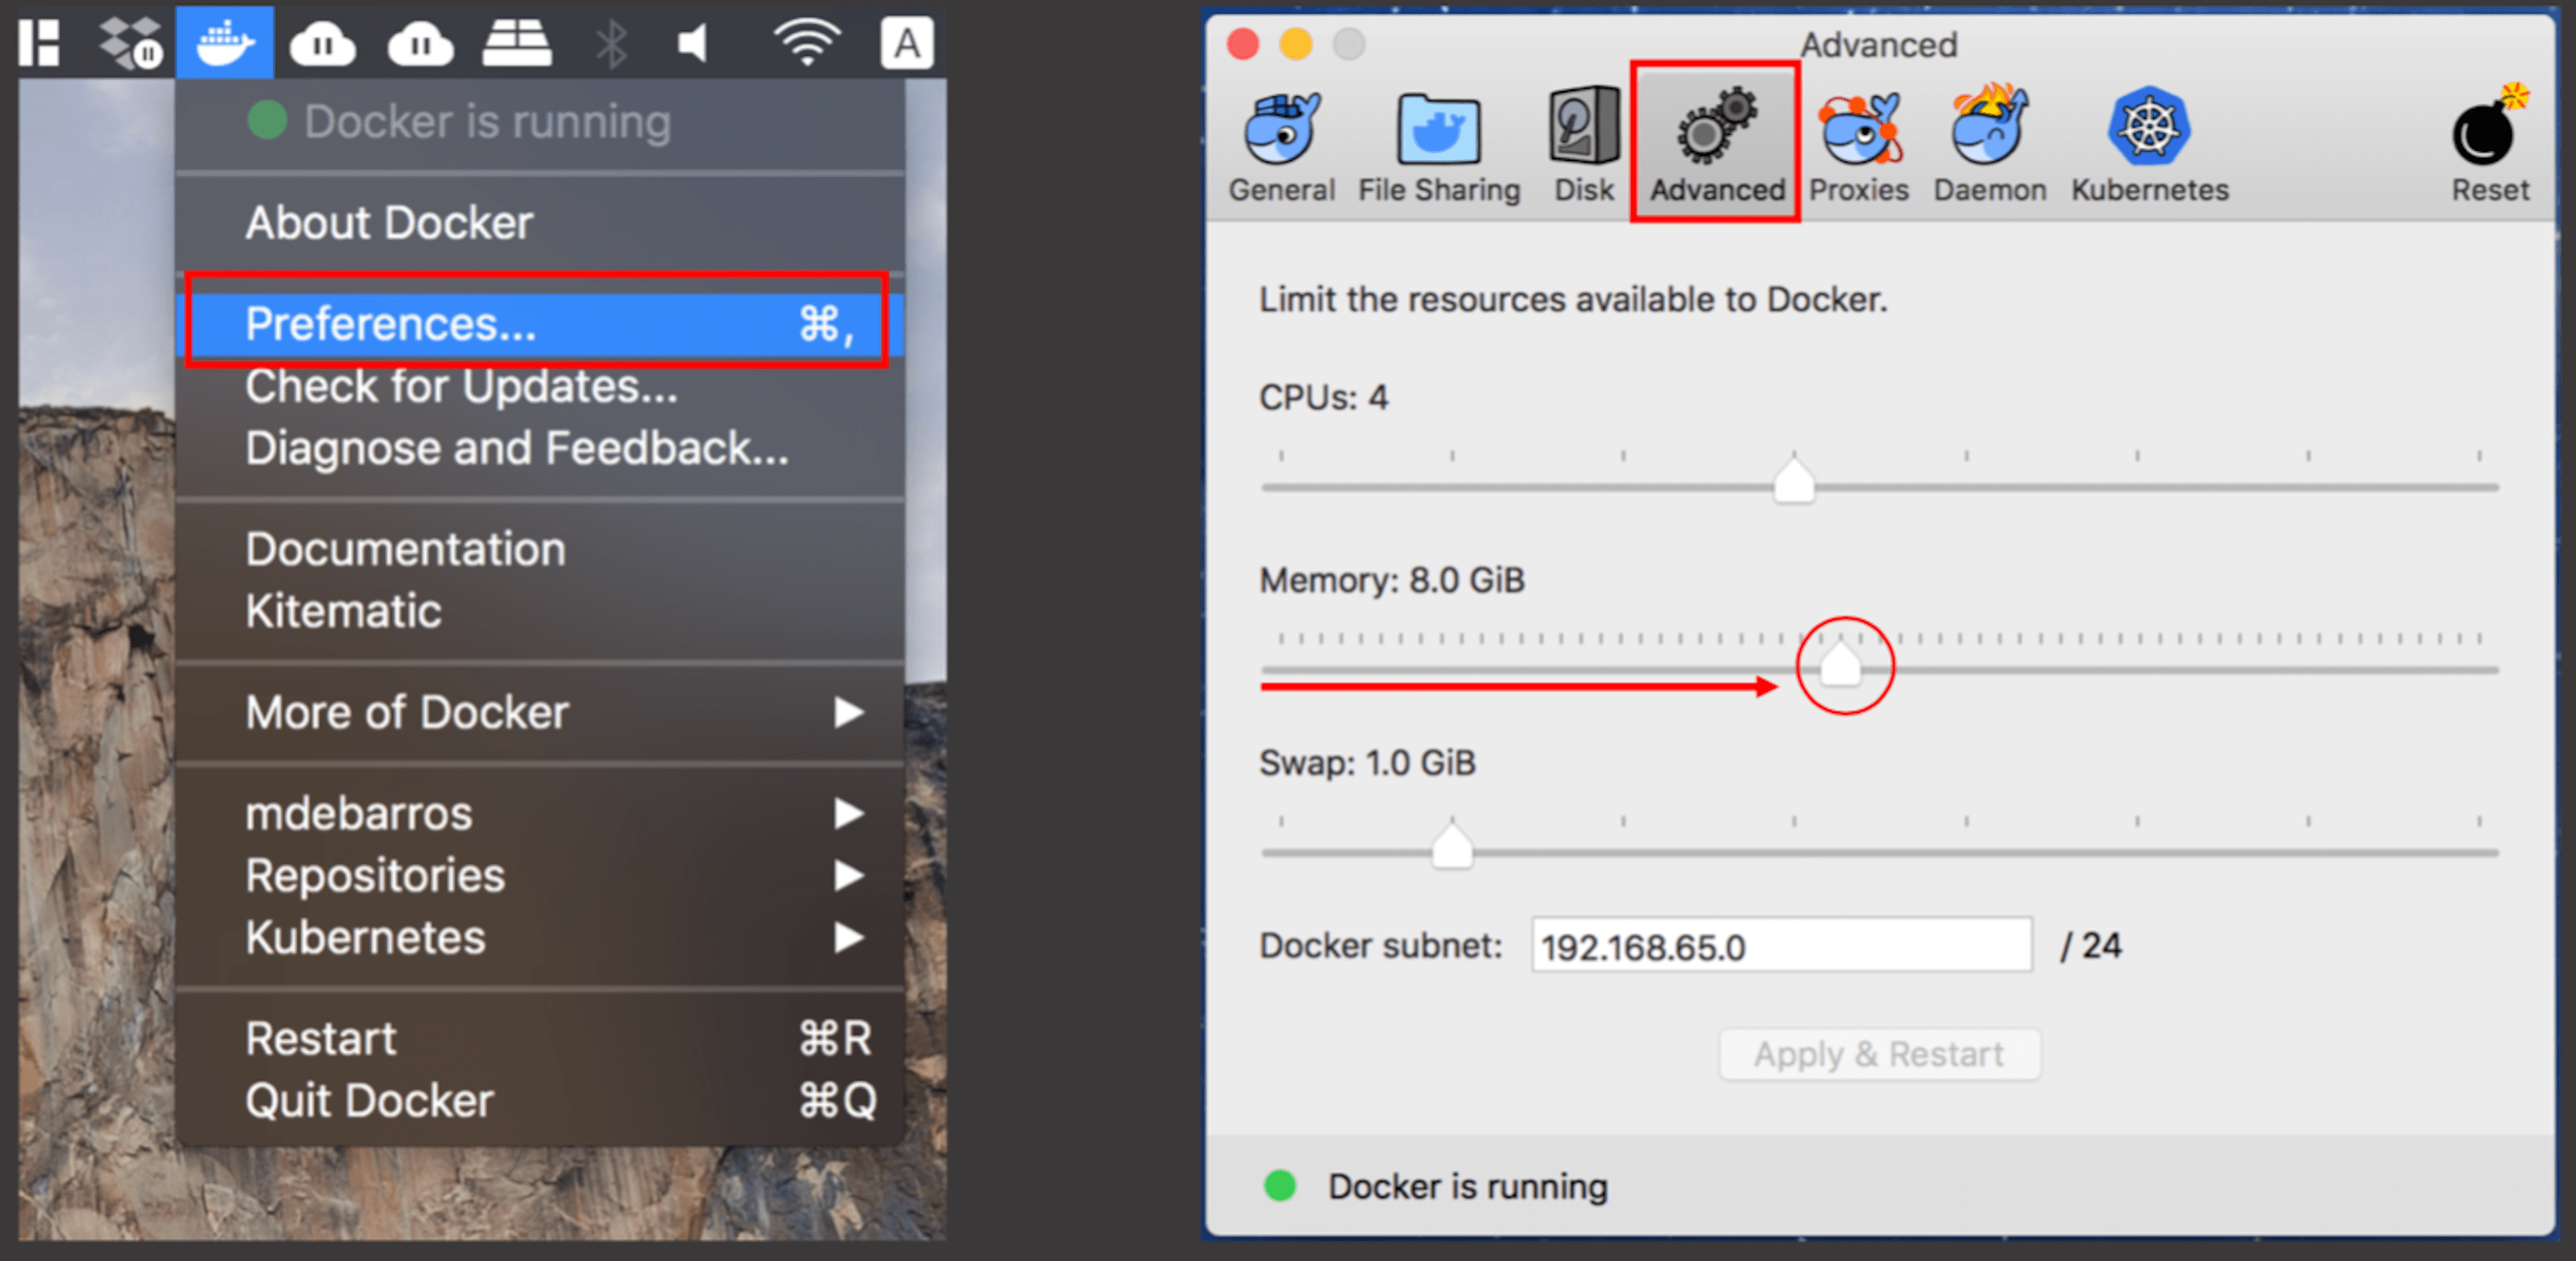 A
Docker is running
About Docker
Preferences... ⌘,
Check for Updates...
Diagnose and Feedback...
Documentation
Kitematic
More of Docker
mdebarros
Repositories
Kubernetes
Restart ⌘R
Quit Docker ⌘Q
Advanced
General File Sharing Disk Advanced Proxies Daemon Kubernetes Reset
Limit the resources available to Docker.
CPUs: 4
Memory: 8.0 GiB
Swap: 1.0 GiB
Docker subnet: 192.168.65.0 / 24
Apply & Restart
Docker is running